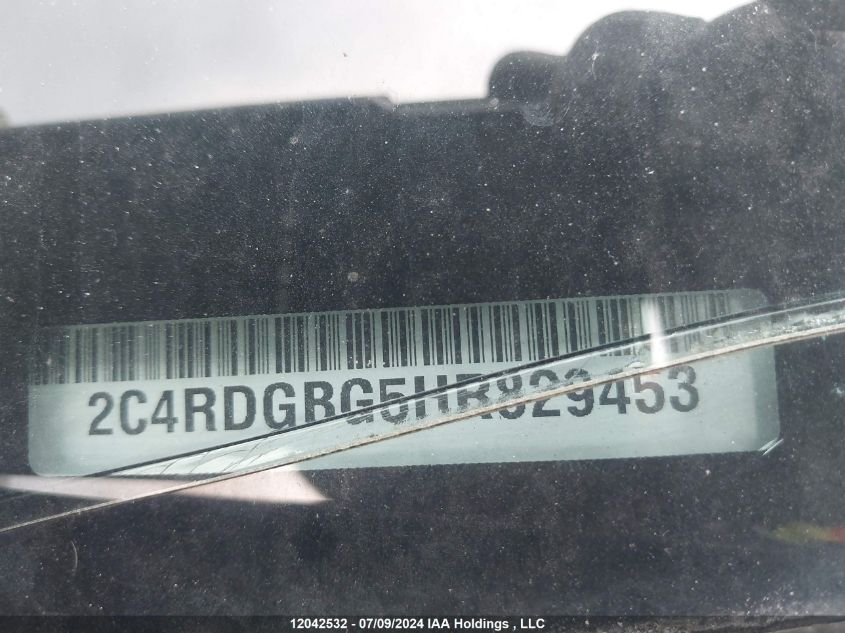 2C4RDGBG5HR829453
12042532 - 07/09/2024 IAA Holdings , LLC